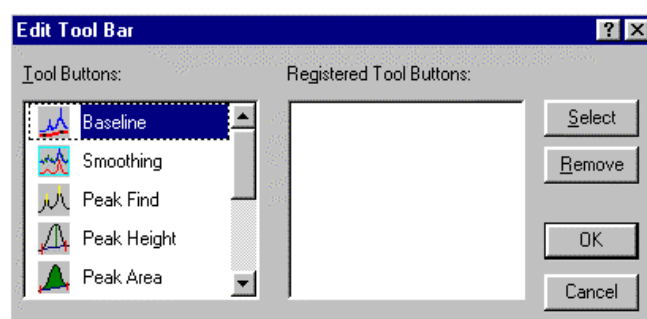 Edit Tool Bar
Tool Buttons:
Registered Tool Buttons:
Baseline
Smoothing
Peak Find
Peak Height
Peak Area
Select
Remove
OK
Cancel